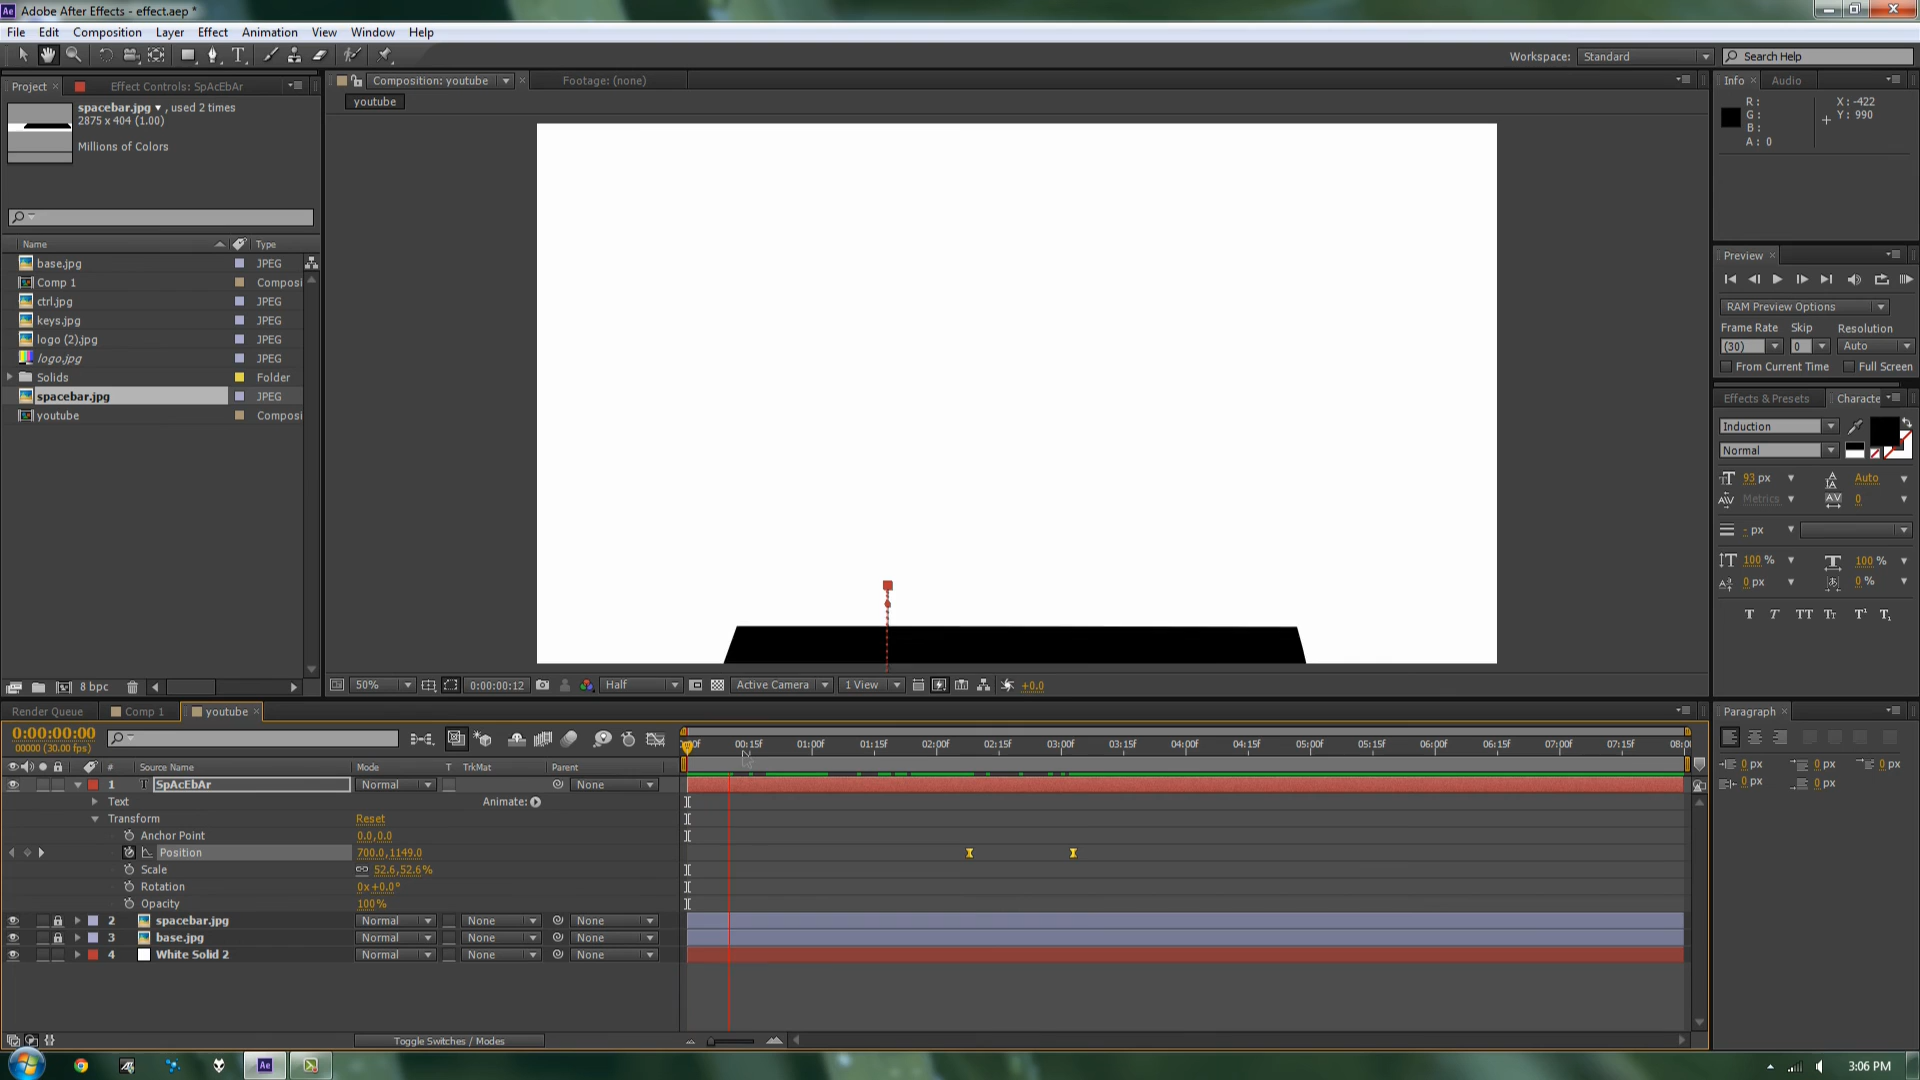 Adobe After Effects - effect.aep *
File Edit Composition Layer Effect Animation View Window Help
Workspace: Standard Search Help
Project Effect Controls: SpAcEbAr
Composition: youtube Footage: (none)
youtube
spacebar.jpg , used 2 times
2875 x 404 (1.00)
Millions of Colors
Name Type
base.jpg JPEG
Comp 1 Composi
ctrl.jpg JPEG
keys.jpg JPEG
logo (2).jpg JPEG
logo.jpg JPEG
Solids Folder
spacebar.jpg JPEG
youtube Composi
8 bpc
50% 0:00:00:12 Half Active Camera 1 View +0.0
Info Audio
R : X : -422
G : Y : 990
B :
A : 0
Preview
RAM Preview Options
Frame Rate Skip Resolution
(30) 0 Auto
From Current Time Full Screen
Effects & Presets Characte
Induction
Normal
93 px Auto
Metrics 0
- px
100 % 100 %
0 px 0 %
Paragraph
0 px 0 px 0 px
0 px 0 px
Render Queue Comp 1 youtube
0:00:00:00
00000 (30.00 fps)
00f 00:15f 01:00f 01:15f 02:00f 02:15f 03:00f 03:15f 04:00f 04:15f 05:00f 05:15f 06:00f 06:15f 07:00f 07:15f 08:0
# Source Name Mode T TrkMat Parent
1 T SpAcEbAr Normal None
Text Animate:
Transform Reset
Anchor Point 0.0,0.0
Position 700.0,1149.0
Scale 52.6,52.6%
Rotation 0x+0.0°
Opacity 100%
2 spacebar.jpg Normal None None
3 base.jpg Normal None None
4 White Solid 2 Normal None None
Toggle Switches / Modes
3:06 PM